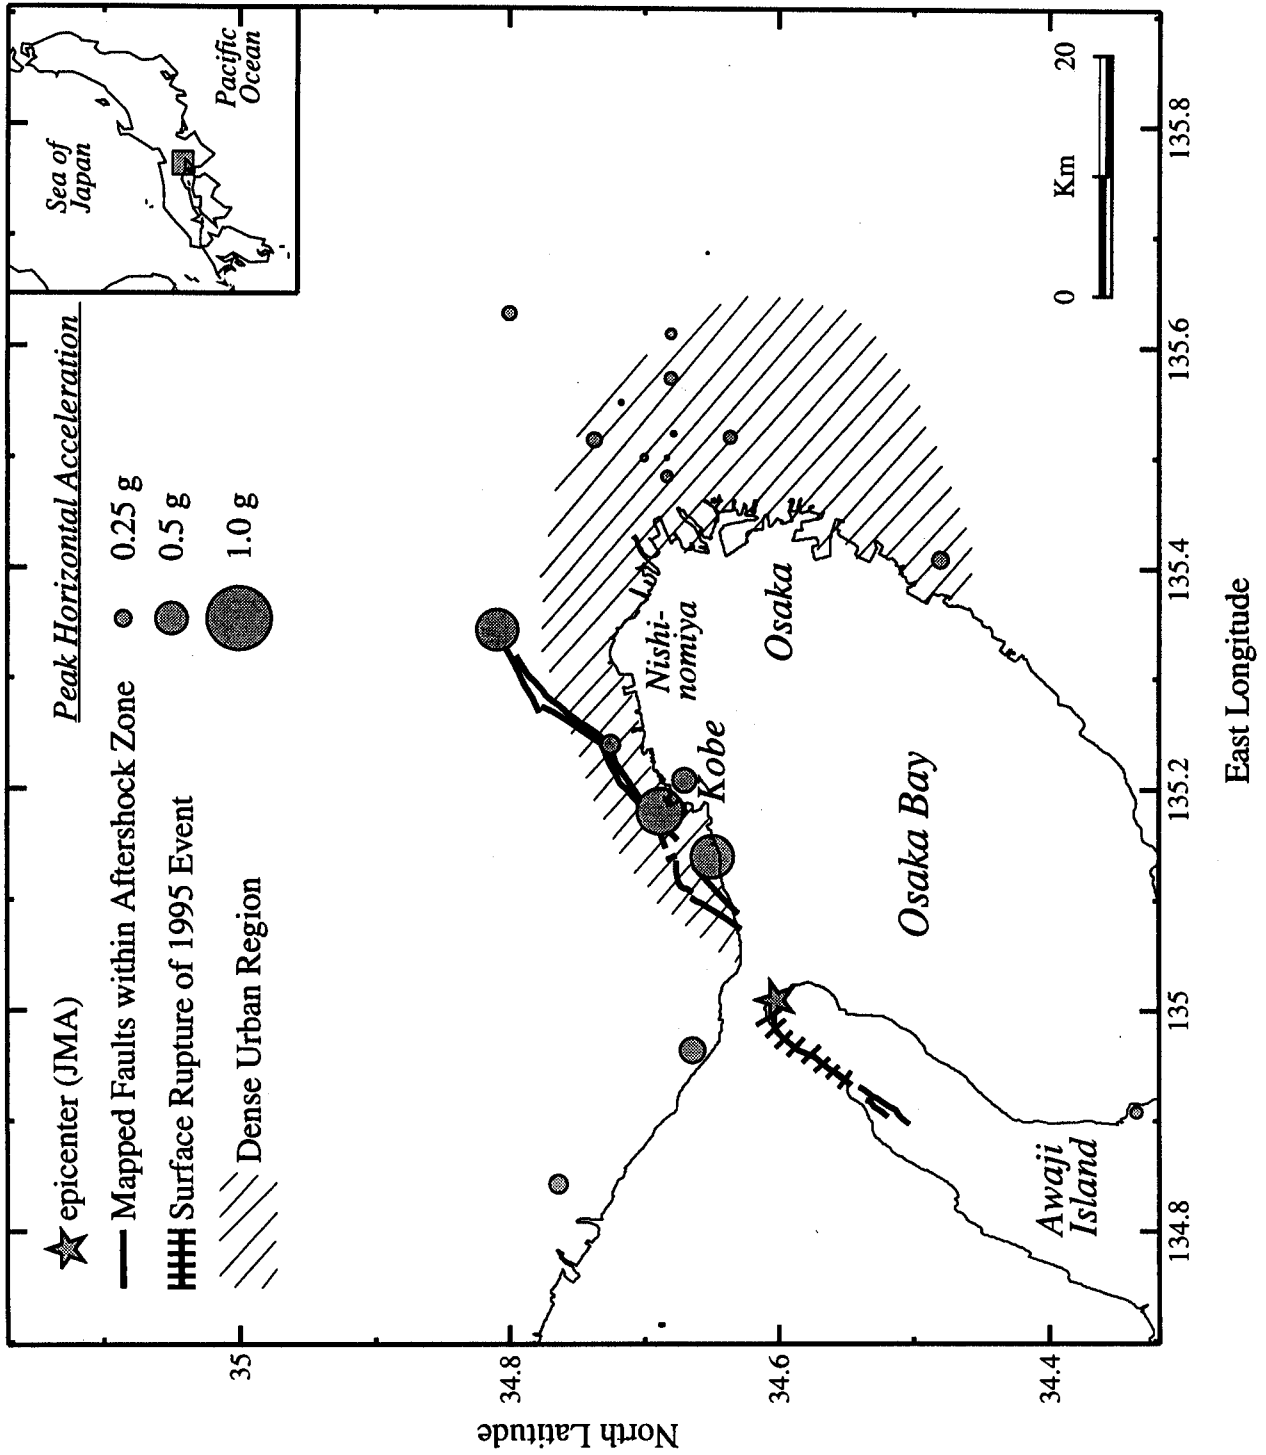 epicenter (JMA)
Mapped Faults within Aftershock Zone
Surface Rupture of 1995 Event
Dense Urban Region
Peak Horizontal Acceleration
0.25 g
0.5 g
1.0 g
Sea of
Japan
Pacific
Ocean
Nishi-
nomiya
Kobe
Osaka
Osaka Bay
Awaji
Island
0
Km
20
35
34.8
34.6
34.4
North Latitude
134.8
135
135.2
135.4
135.6
135.8
East Longitude